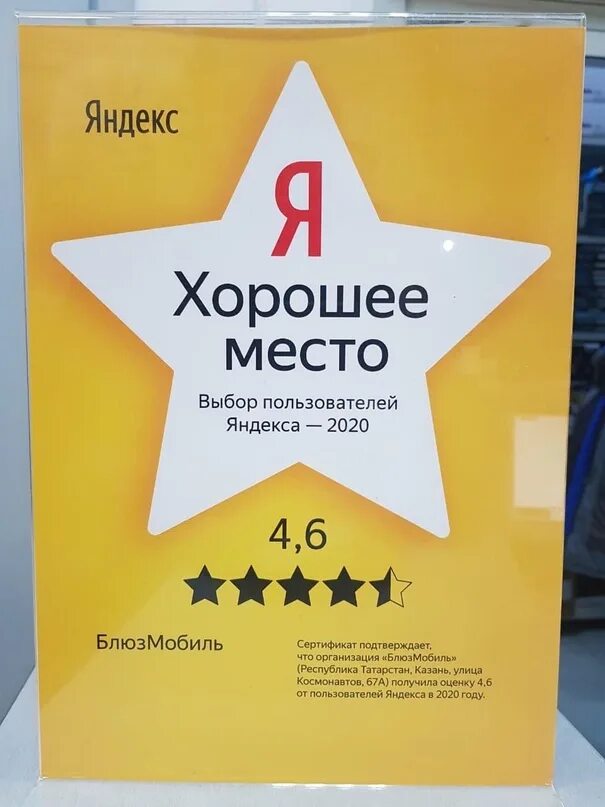 Яндекс
Я
Хорошее
место
Выбор пользователей
Яндекса — 2020
4,6
БлюзМобиль
Сертификат подтверждает,
что организация «БлюзМобиль»
(Республика Татарстан, Казань, улица
Космонавтов, 67А) получила оценку 4,6
от пользователей Яндекса в 2020 году.